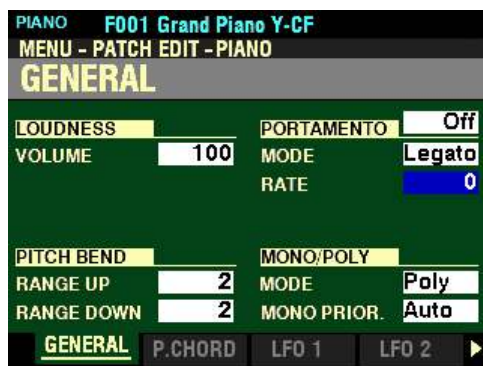 PIANO F001 Grand Piano Y-CF
MENU - PATCH EDIT - PIANO
GENERAL
LOUDNESS
VOLUME 100
PORTAMENTO Off
MODE Legato
RATE 0
PITCH BEND
RANGE UP 2
RANGE DOWN 2
MONO/POLY
MODE Poly
MONO PRIOR. Auto
GENERAL P.CHORD LFO 1 LFO 2